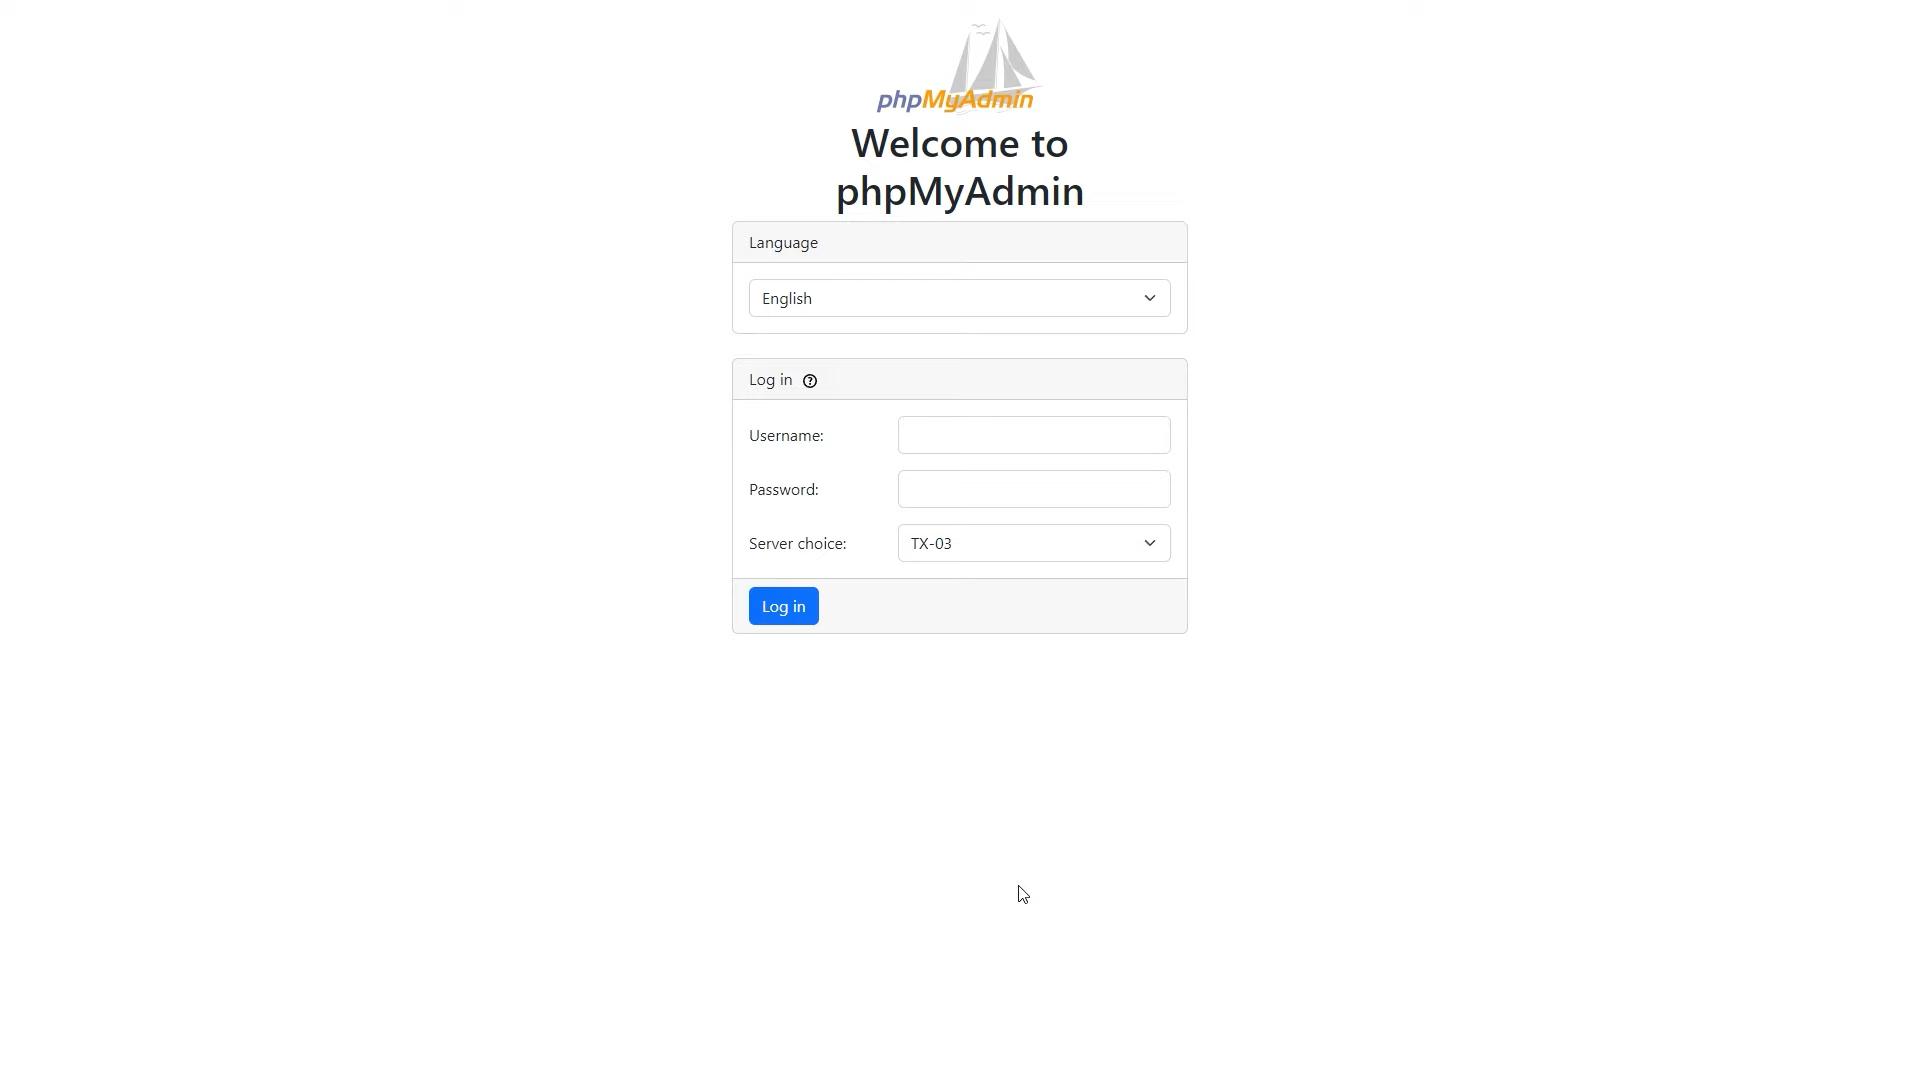 phpMyAdmin
Welcome to
phpMyAdmin
Language
English
Log in
Username:
Password:
Server choice: TX-03
Log in